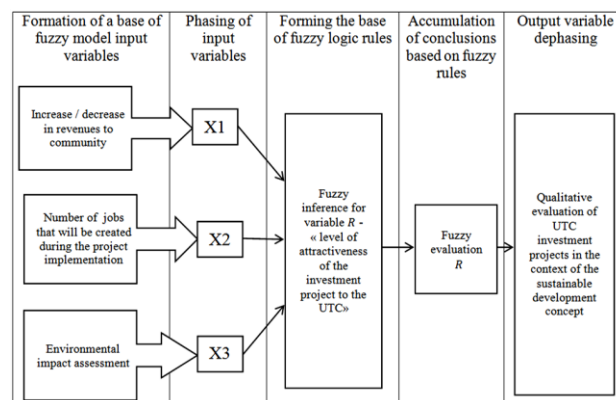 Formation of a base of
fuzzy model input
variables
Phasing of
input
variables
Forming the base
of fuzzy logic rules
Accumulation
of conclusions
based on fuzzy
rules
Output variable
dephasing
Increase / decrease
in revenues to
community
X1
Number of jobs
that will be created
during the project
implementation
X2
Environmental
impact assessment
X3
Fuzzy
inference for
variable R -
« level of
attractiveness
of the
investment
project to the
UTC»
Fuzzy
evaluation
R
Qualitative
evaluation of
UTC
investment
projects in the
context of the
sustainable
development
concept